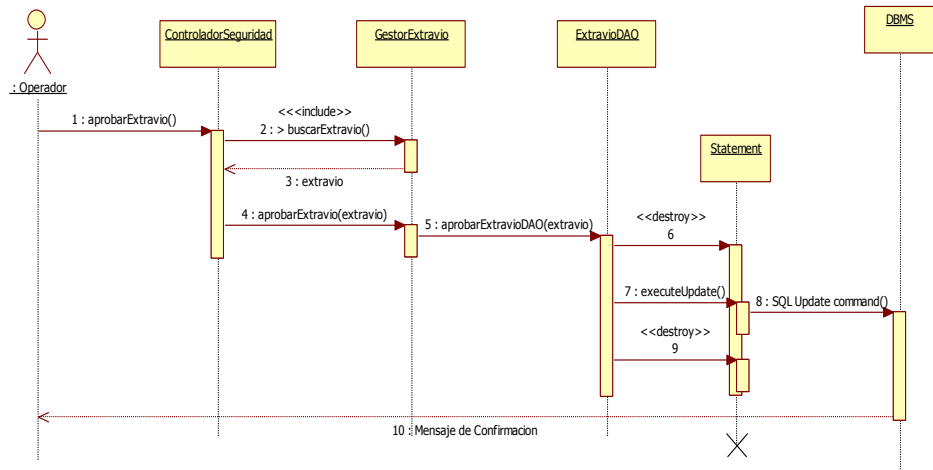 DBMS
ControladorSeguridad
GestorExtravio
ExtravioDAO
: Operador
1 : aprobarExtravio()
<<<include>>
2 : > buscarExtravio()
Statement
3 : extravio
4 : aprobarExtravio(extravio)
5 : aprobarExtravioDAO(extravio)
<<destroy>>
6
7 : executeUpdate()
8 : SQL Update command()
<<destroy>>
9
10 : Mensaje de Confirmacion